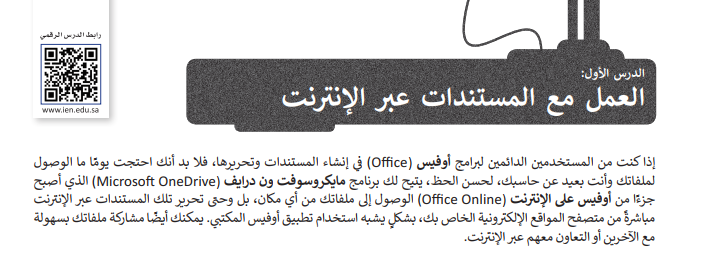 رابط الدرس الرقمي
www.ien.edu.sa
الدرس الأول:
العمل مع المستندات عبر الإنترنت
إذا كنت من المستخدمين الدائمين لبرامج أوفيس (Office) في إنشاء المستندات وتحريرها، فلا بد أنك احتجت يومًا ما الوصول
لملفاتك وأنت بعيد عن حاسبك، لحسن الحظ، يتيح لك برنامج مايكروسوفت ون درايف (Microsoft OneDrive) الذي أصبح
جزءًا من أوفيس على الإنترنت (Office Online) الوصول إلى ملفاتك من أي مكان، بل وحتى تحرير تلك المستندات عبر الإنترنت
مباشرةً من متصفح المواقع الإلكترونية الخاص بك، بشكلٍ يشبه استخدام تطبيق أوفيس المكتبي. يمكنك أيضًا مشاركة ملفاتك بسهولة
مع الآخرين أو التعاون معهم عبر الإنترنت.